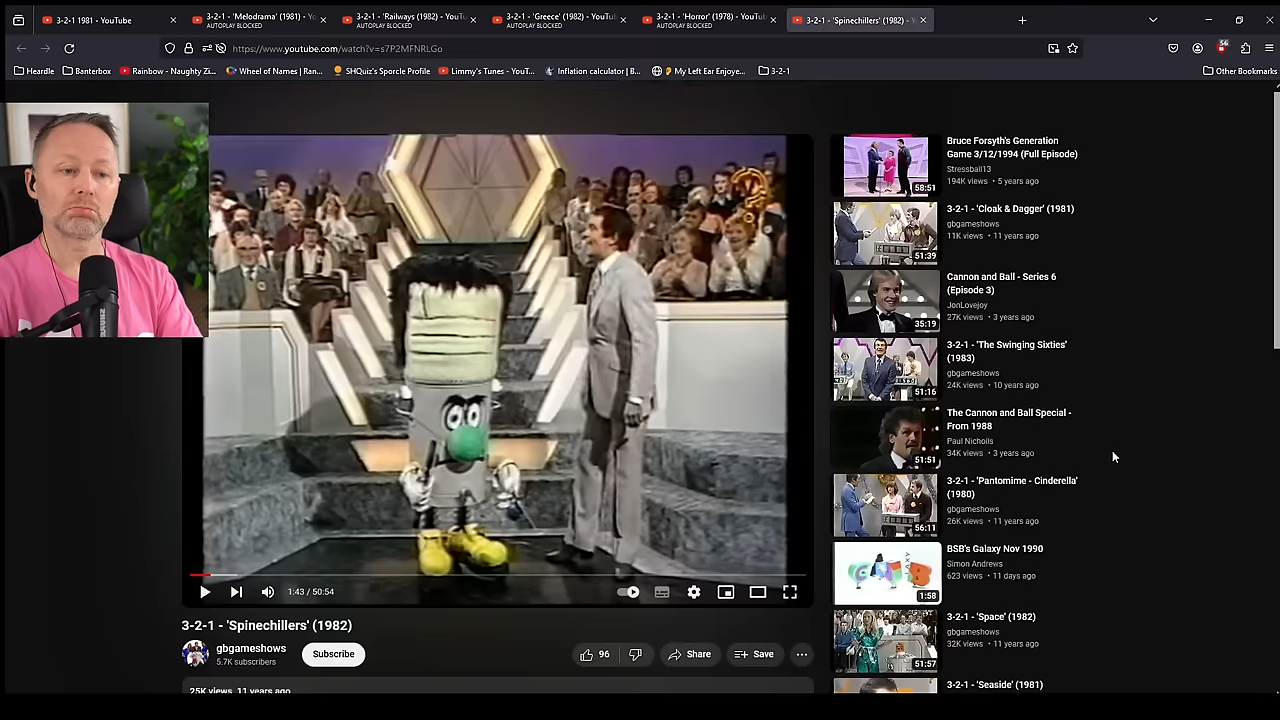 3-2-1 1981 - YouTube
3-2-1 - 'Melodrama' (1981) - Yo
AUTOPLAY BLOCKED
3-2-1 - 'Railways (1982) - YouTu
AUTOPLAY BLOCKED
3-2-1 - 'Greece' (1982) - YouTub
AUTOPLAY BLOCKED
3-2-1 - 'Horror' (1978) - YouTub
AUTOPLAY BLOCKED
3-2-1 - 'Spinechillers' (1982) - Y
https://www.youtube.com/watch?v=s7P2MFNRLGo
56
Heardle
Banterbox
Rainbow - Naughty Zi...
Wheel of Names | Ran...
SHQuiz's Sporcle Profile
Limmy's Tunes - YouT...
Inflation calculator | B...
My Left Ear Enjoye...
3-2-1
Other Bookmarks
Bruce Forsyth's Generation
Game 3/12/1994 (Full Episode)
Stressball13
194K views • 5 years ago
58:51
3-2-1 - 'Cloak & Dagger' (1981)
gbgameshows
11K views • 11 years ago
51:39
Cannon and Ball - Series 6
(Episode 3)
JonLovejoy
27K views • 3 years ago
35:19
3-2-1 - 'The Swinging Sixties'
(1983)
gbgameshows
24K views • 10 years ago
51:16
The Cannon and Ball Special -
From 1988
Paul Nicholls
34K views • 3 years ago
51:51
3-2-1 - 'Pantomime - Cinderella'
(1980)
gbgameshows
26K views • 11 years ago
56:11
BSB's Galaxy Nov 1990
Simon Andrews
623 views • 11 days ago
1:58
3-2-1 - 'Space' (1982)
gbgameshows
32K views • 11 years ago
51:57
3-2-1 - 'Seaside' (1981)
1:43 / 50:54
3-2-1 - 'Spinechillers' (1982)
gbgameshows
5.7K subscribers
Subscribe
96
Share
Save
25K views 11 years ago